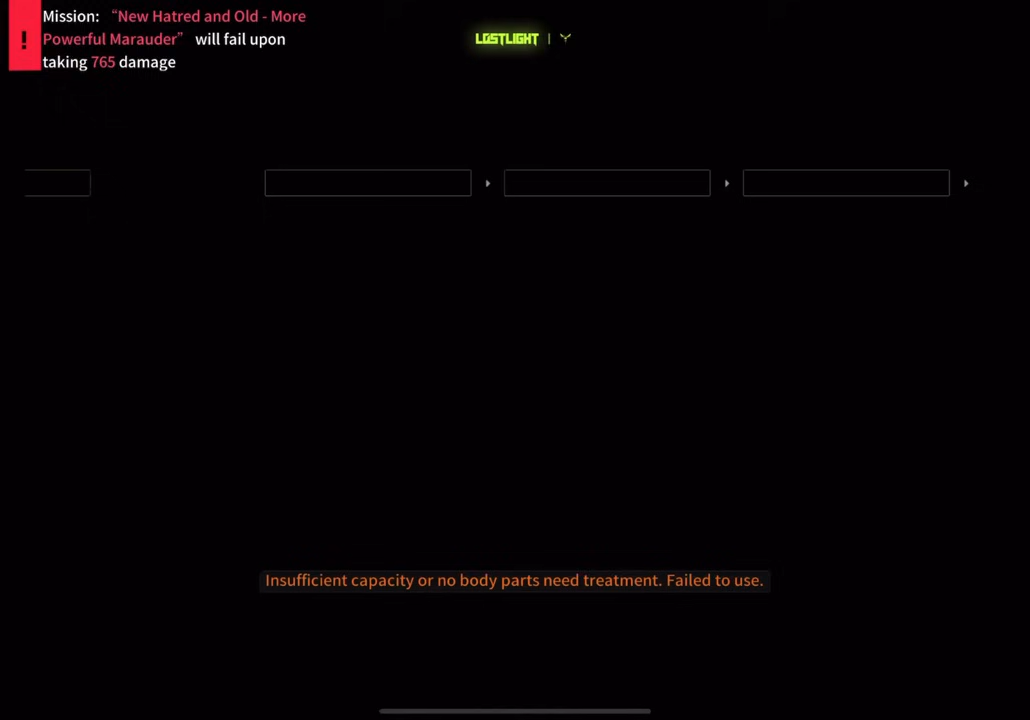 Mission: “New Hatred and Old - More
Powerful Marauder” will fail upon
taking 765 damage
LOSTLIGHT
Insufficient capacity or no body parts need treatment. Failed to use.